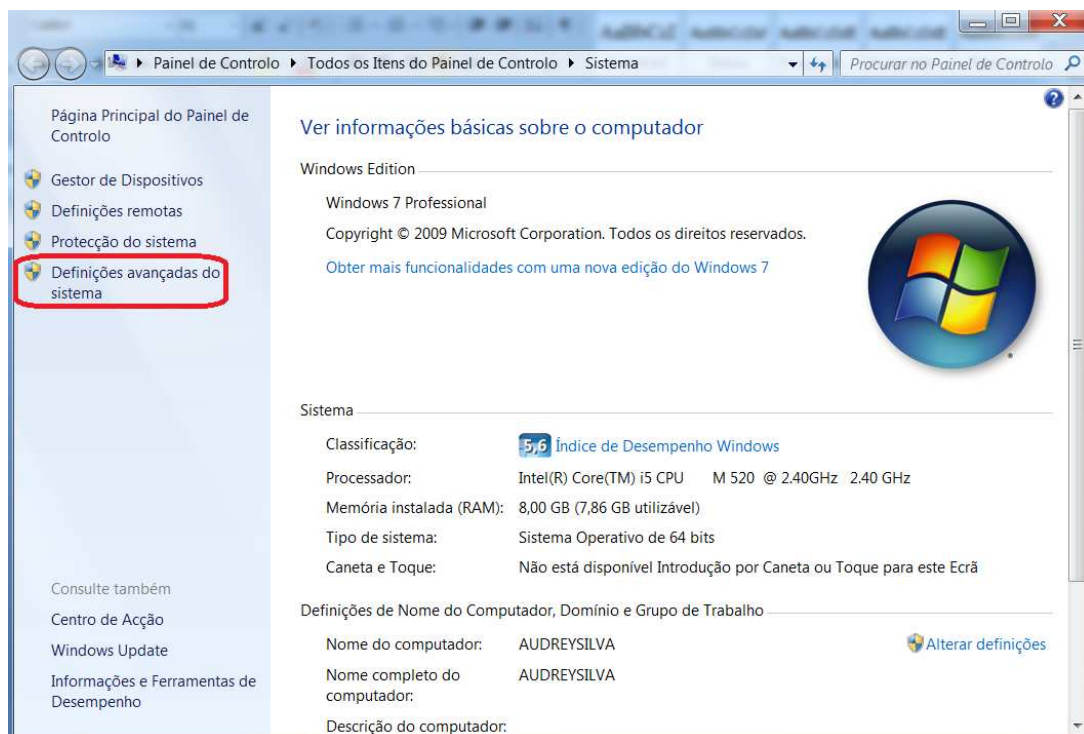 Painel de Controlo ▸ Todos os Itens do Painel de Controlo ▸ Sistema
Procurar no Painel de Controlo
Página Principal do Painel de
Controlo
Gestor de Dispositivos
Definições remotas
Protecção do sistema
Definições avançadas do
sistema
Consulte também
Centro de Acção
Windows Update
Informações e Ferramentas de
Desempenho
Ver informações básicas sobre o computador
Windows Edition
Windows 7 Professional
Copyright © 2009 Microsoft Corporation. Todos os direitos reservados.
Obter mais funcionalidades com uma nova edição do Windows 7
Sistema
Classificação: 5,6 Índice de Desempenho Windows
Processador: Intel(R) Core(TM) i5 CPU M 520 @ 2.40GHz 2.40 GHz
Memória instalada (RAM): 8,00 GB (7,86 GB utilizável)
Tipo de sistema: Sistema Operativo de 64 bits
Caneta e Toque: Não está disponível Introdução por Caneta ou Toque para este Ecrã
Definições de Nome do Computador, Domínio e Grupo de Trabalho
Nome do computador: AUDREYSILVA Alterar definições
Nome completo do AUDREYSILVA
computador:
Descrição do computador: